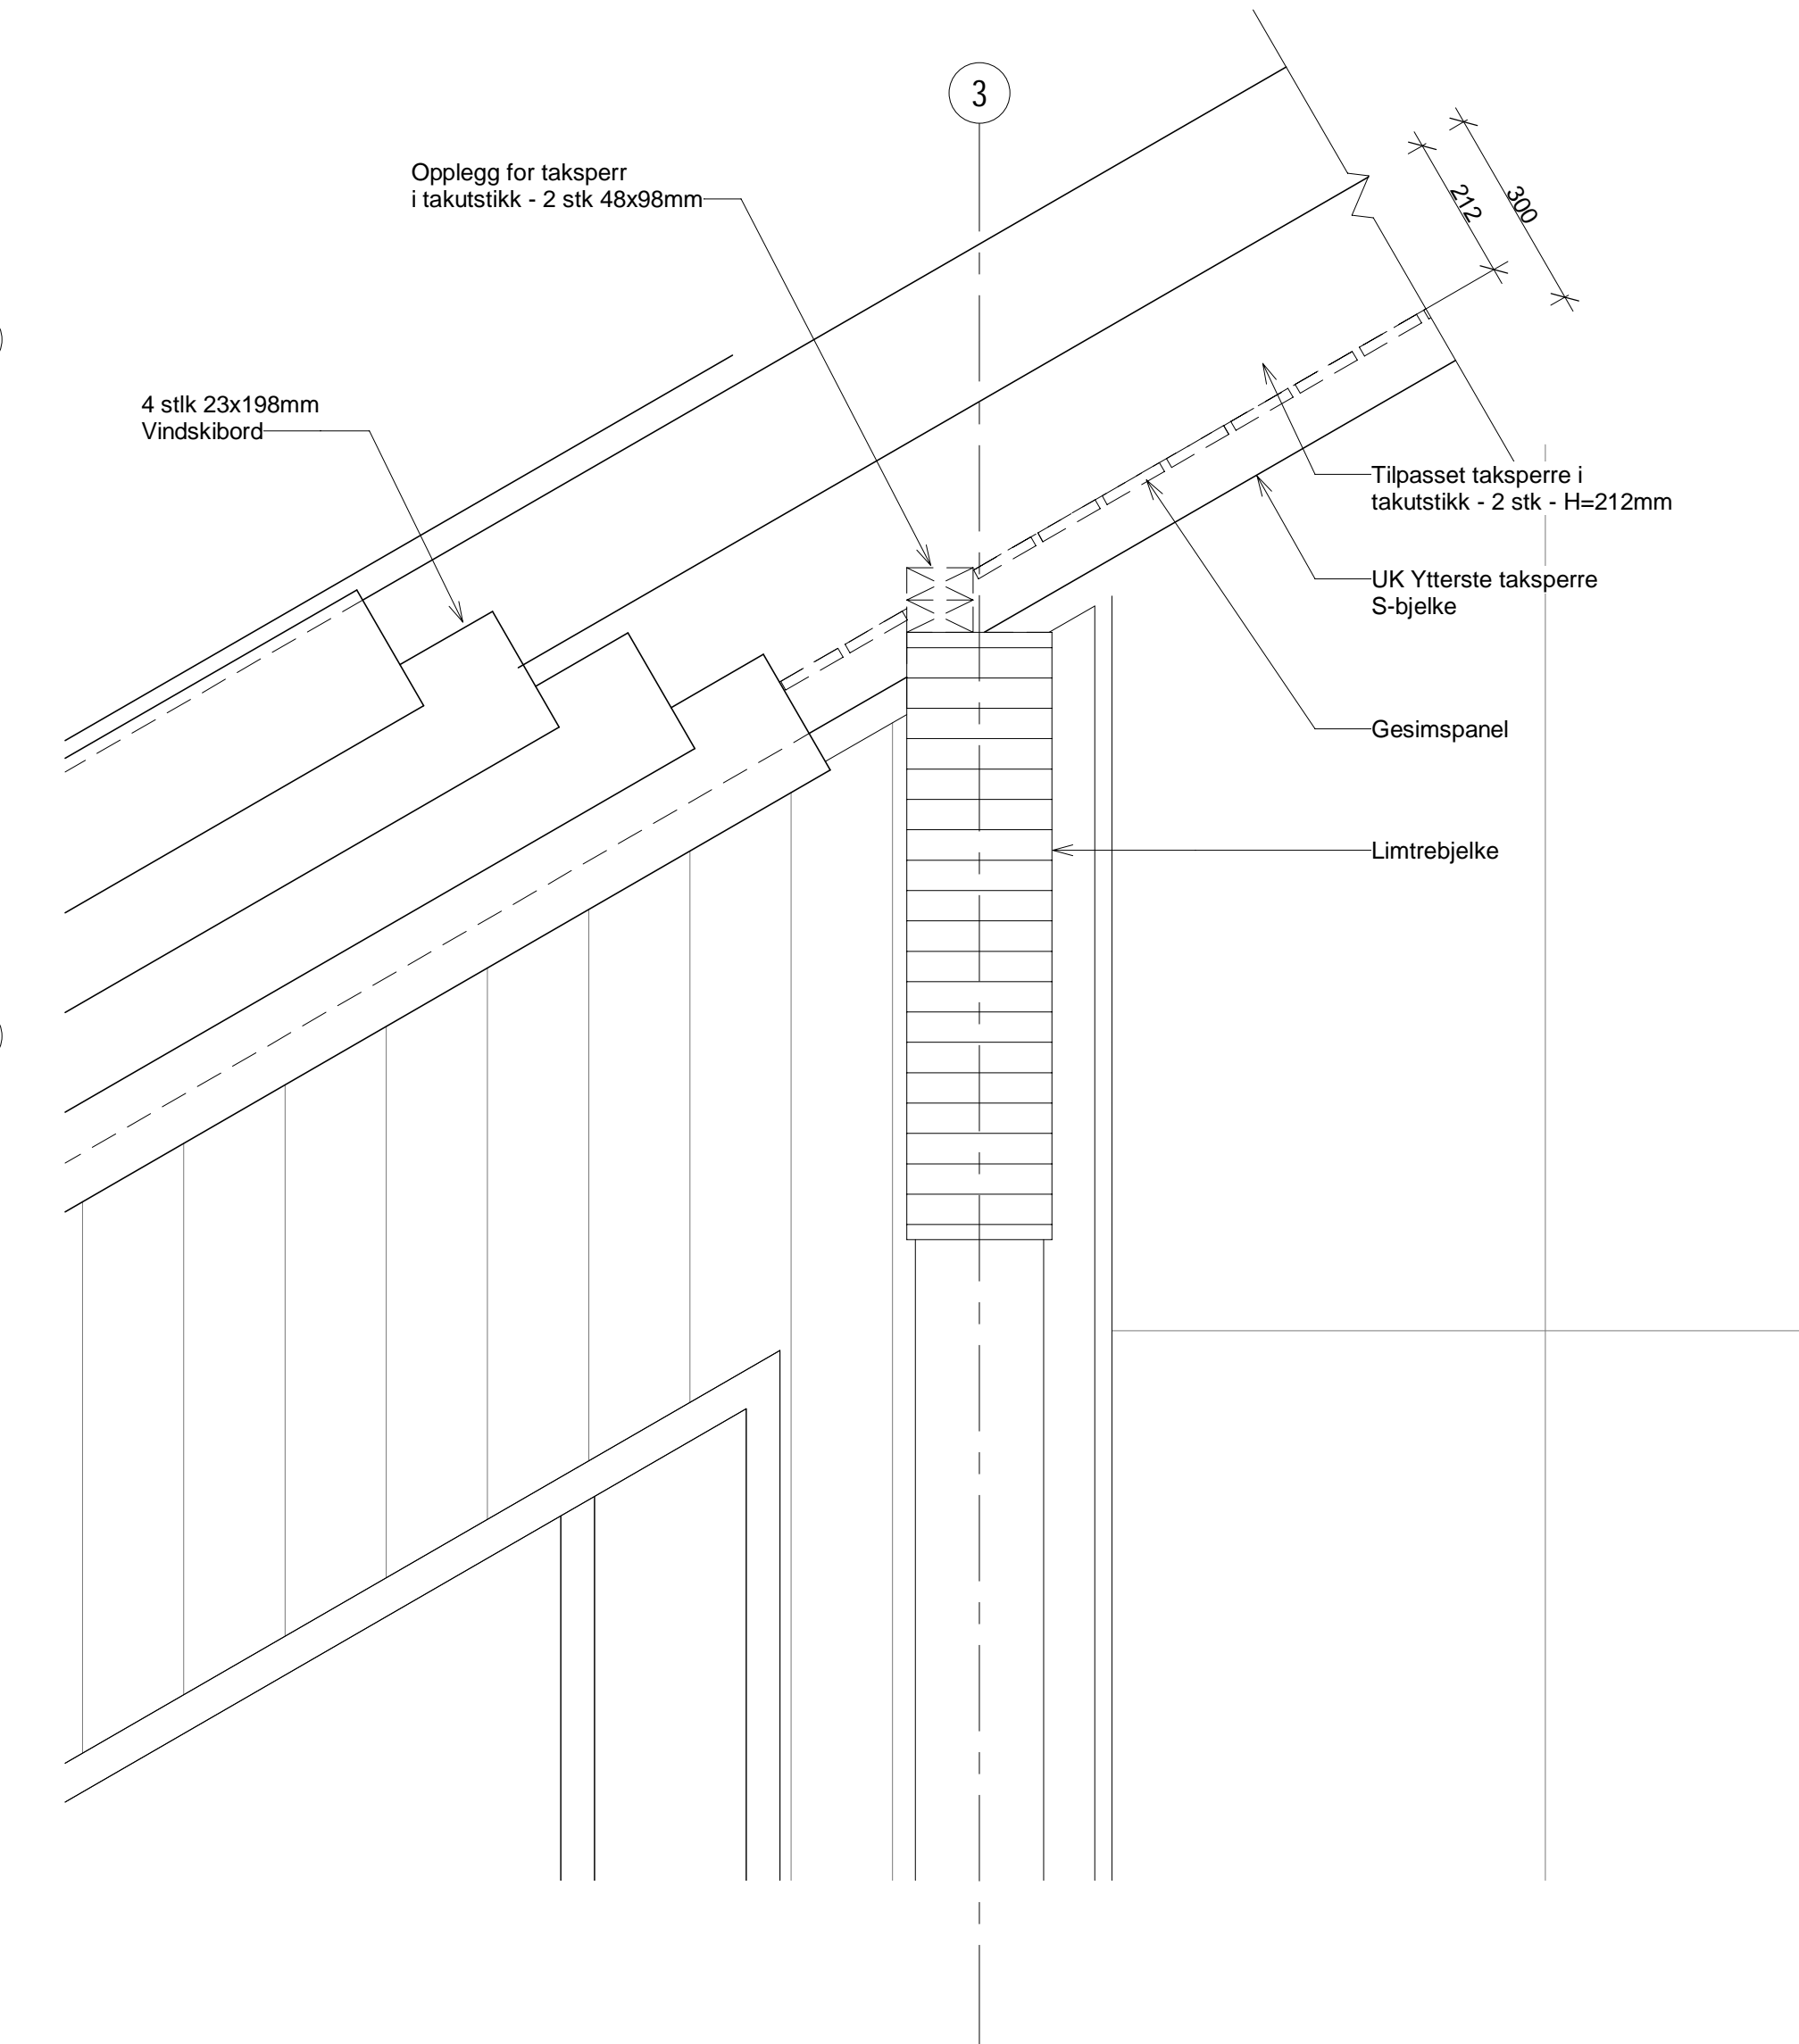 3
Opplegg for taksperr
i takutstikk - 2 stk 48x98mm
212
300
4 stlk 23x198mm
Vindskibord
Tilpasset taksperre i
takutstikk - 2 stk - H=212mm
UK Ytterste taksperre
S-bjelke
Gesimspanel
Limtrebjelke